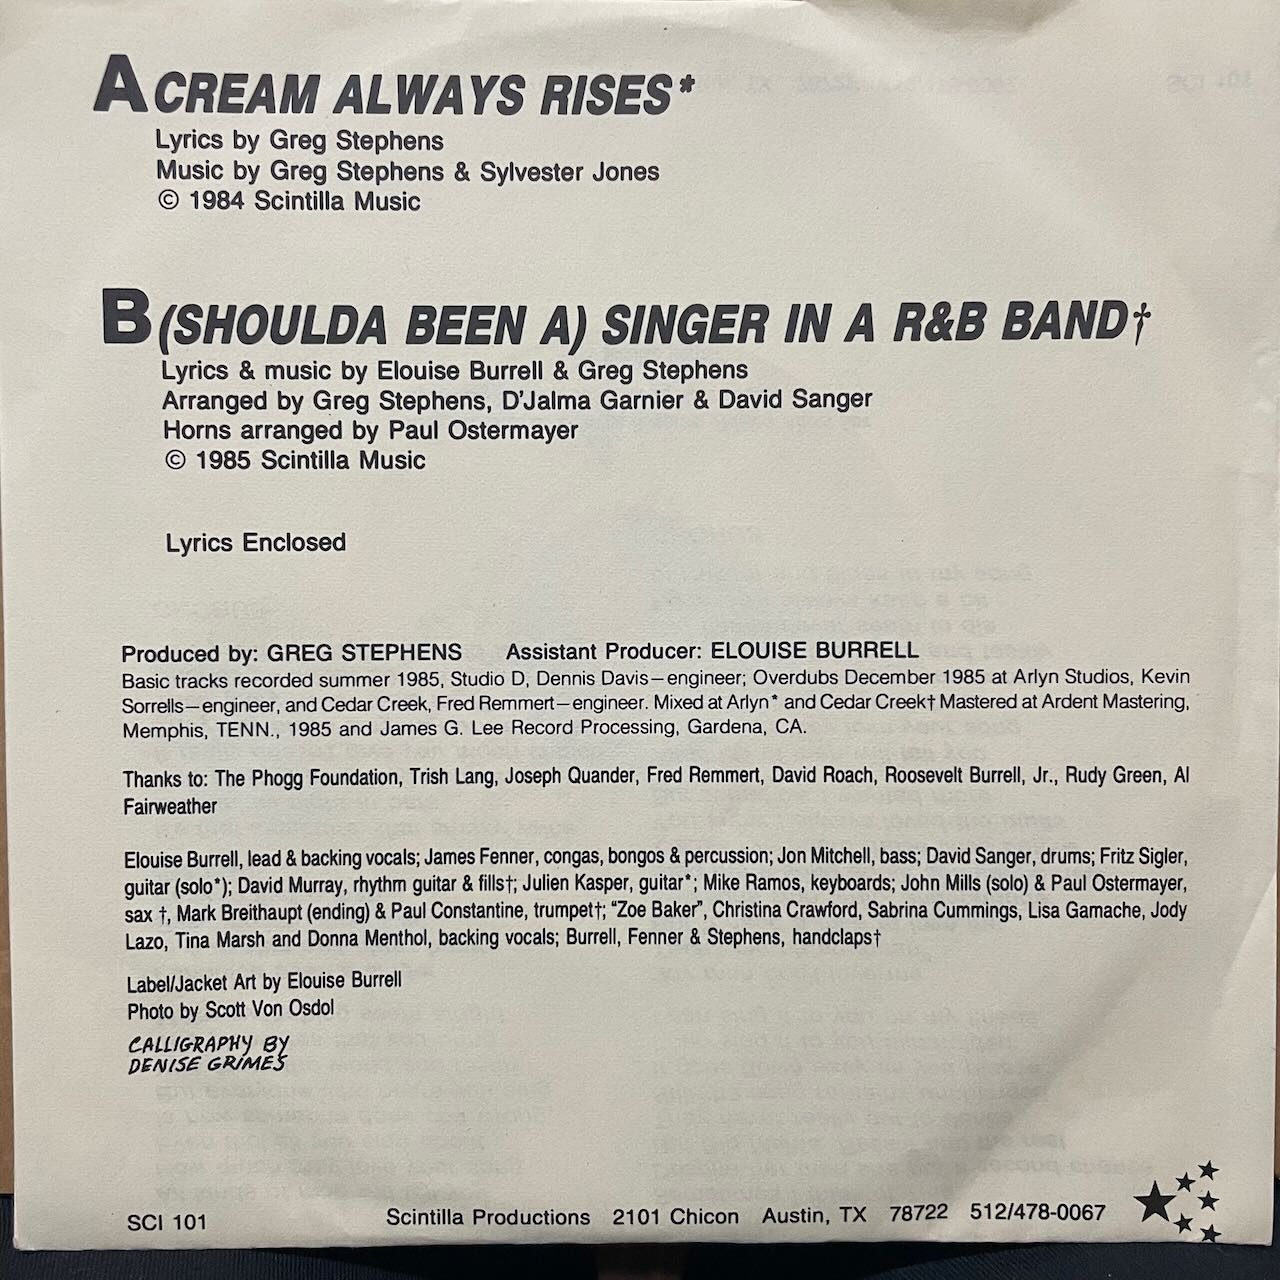 A CREAM ALWAYS RISES*
Lyrics by Greg Stephens
Music by Greg Stephens & Sylvester Jones
© 1984 Scintilla Music
B (SHOULDA BEEN A) SINGER IN A R&B BAND†
Lyrics & music by Elouise Burrell & Greg Stephens
Arranged by Greg Stephens, D'Jalma Garnier & David Sanger
Horns arranged by Paul Ostermayer
© 1985 Scintilla Music
Lyrics Enclosed
Produced by: GREG STEPHENS Assistant Producer: ELOUISE BURRELL
Basic tracks recorded summer 1985, Studio D, Dennis Davis—engineer; Overdubs December 1985 at Arlyn Studios, Kevin
Sorrells—engineer, and Cedar Creek, Fred Remmert—engineer. Mixed at Arlyn* and Cedar Creek† Mastered at Ardent Mastering,
Memphis, TENN., 1985 and James G. Lee Record Processing, Gardena, CA.
Thanks to: The Phogg Foundation, Trish Lang, Joseph Quander, Fred Remmert, David Roach, Roosevelt Burrell, Jr., Rudy Green, Al
Fairweather
Elouise Burrell, lead & backing vocals; James Fenner, congas, bongos & percussion; Jon Mitchell, bass; David Sanger, drums; Fritz Sigler,
guitar (solo*); David Murray, rhythm guitar & fills†; Julien Kasper, guitar*; Mike Ramos, keyboards; John Mills (solo) & Paul Ostermayer,
sax †, Mark Breithaupt (ending) & Paul Constantine, trumpet†; "Zoe Baker", Christina Crawford, Sabrina Cummings, Lisa Gamache, Jody
Lazo, Tina Marsh and Donna Menthol, backing vocals; Burrell, Fenner & Stephens, handclaps†
Label/Jacket Art by Elouise Burrell
Photo by Scott Von Osdol
CALLIGRAPHY BY
DENISE GRIMES
SCI 101 Scintilla Productions 2101 Chicon Austin, TX 78722 512/478-0067